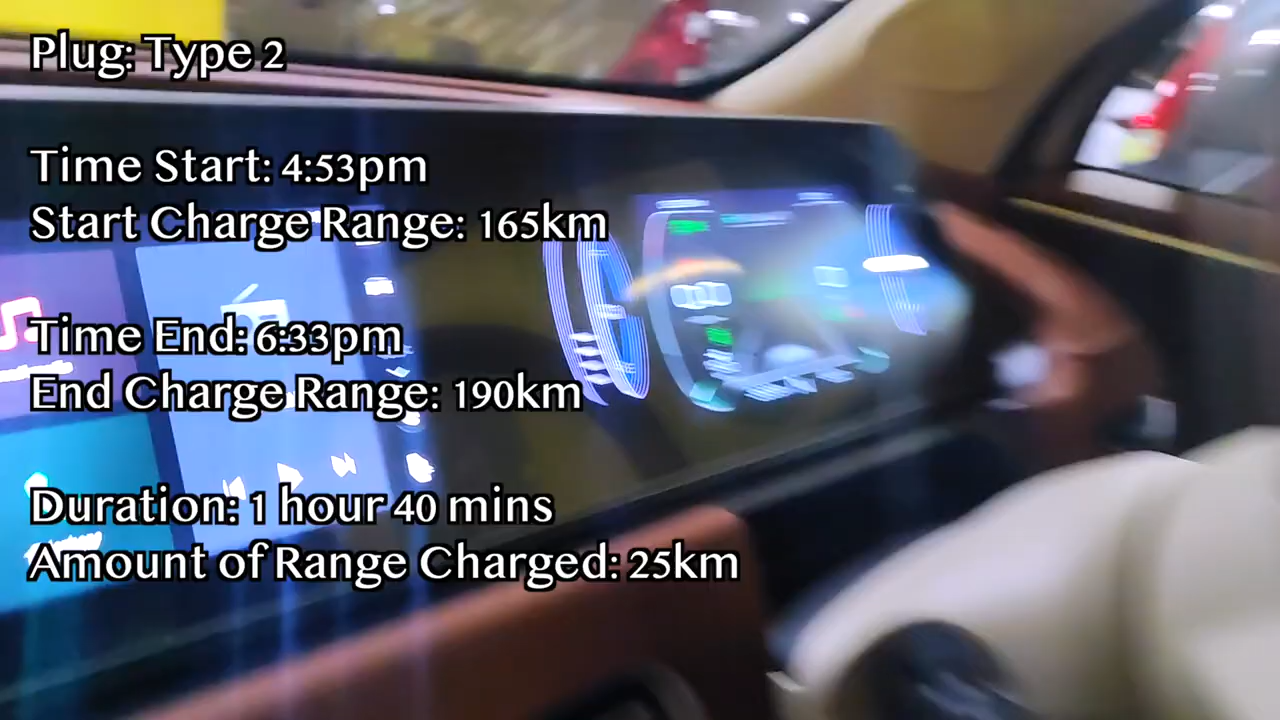 Plug: Type 2
Time Start: 4:53pm
Start Charge Range: 165km
Time End: 6:33pm
End Charge Range: 190km
Duration: 1 hour 40 mins
Amount of Range Charged: 25km